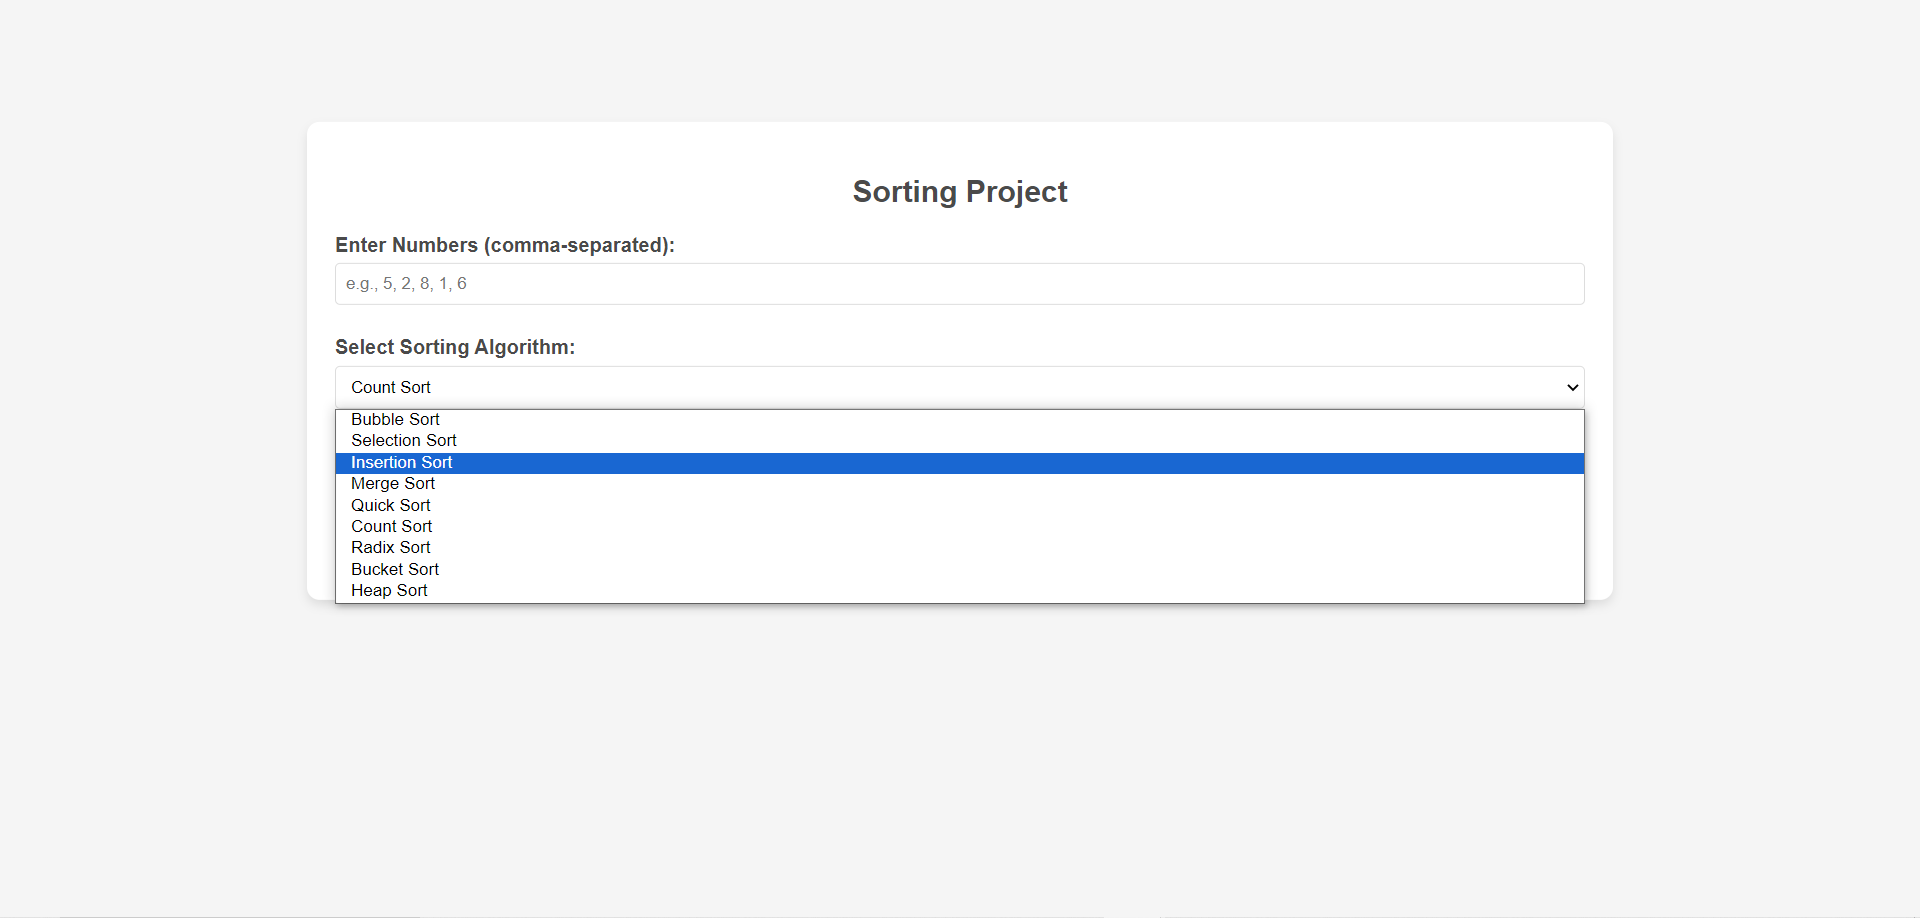 Sorting Project
Enter Numbers (comma-separated):
e.g., 5, 2, 8, 1, 6
Select Sorting Algorithm:
Count Sort
Bubble Sort
Selection Sort
Insertion Sort
Merge Sort
Quick Sort
Count Sort
Radix Sort
Bucket Sort
Heap Sort